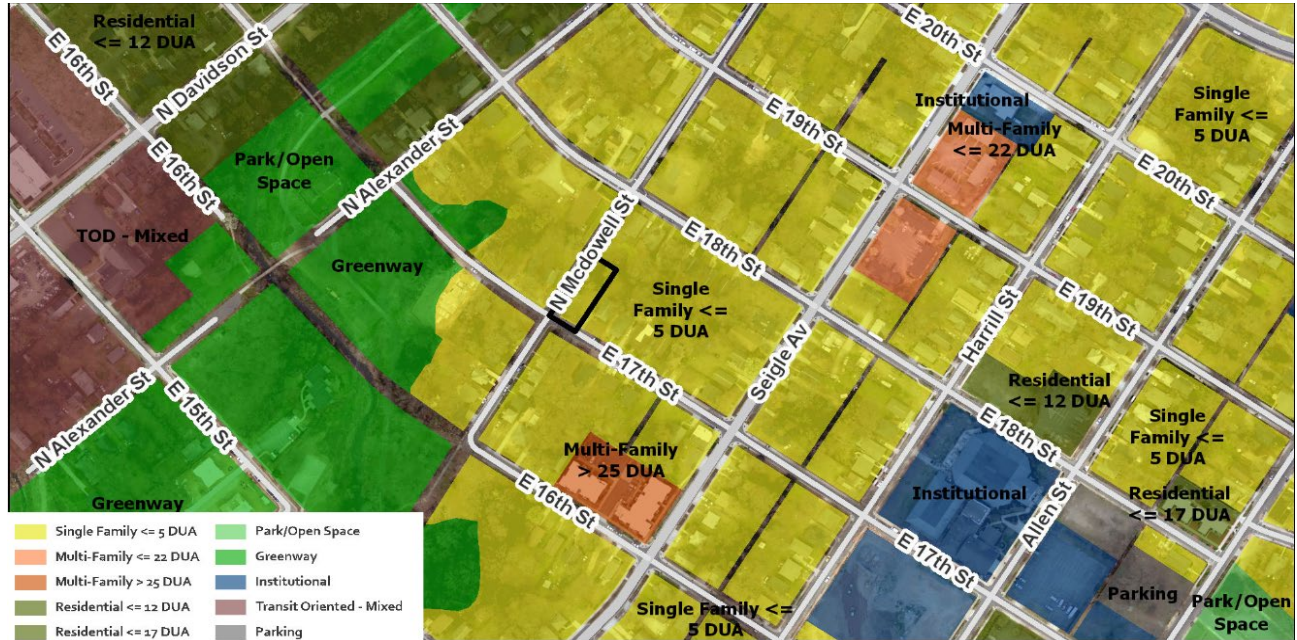 Residential
<= 12 DUA
E 16th St
N Davidson St
E 20th St
Institutional
Multi-Family
<= 22 DUA
Single
Family <=
5 DUA
E 16th St
Park/Open
Space
N Alexander St
E 19th St
E 20th St
TOD - Mixed
Greenway
N Mcdowell St
E 18th St
Single
Family <=
5 DUA
Seigle Av
Harrill St
E 19th St
N Alexander St
E 15th St
E 17th St
Residential
<= 12 DUA
Single
Family <=
5 DUA
E 18th St
Multi-Family
> 25 DUA
E 16th St
Institutional
Allen St
Residential
<= 17 DUA
Greenway
E 17th St
Parking
Park/Open
Space
Single Family <=
5 DUA
Single Family <= 5 DUA
Multi-Family <= 22 DUA
Multi-Family > 25 DUA
Residential <= 12 DUA
Residential <= 17 DUA
Park/Open Space
Greenway
Institutional
Transit Oriented - Mixed
Parking